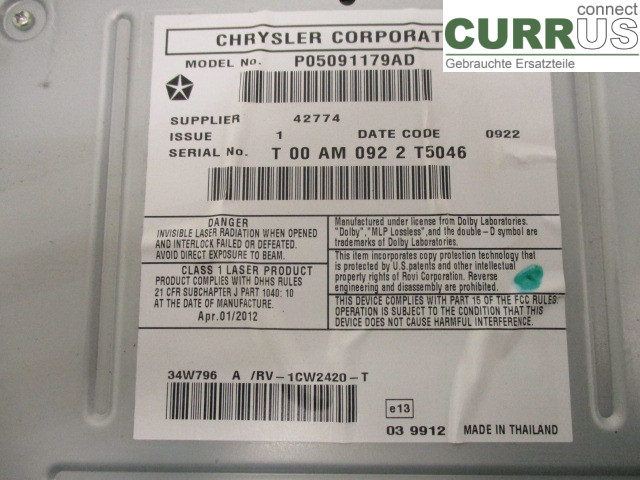 connect
CURRUS
Gebrauchte Ersatzteile
CHRYSLER CORPORAT
MODEL No. P05091179AD
SUPPLIER 42774
ISSUE 1 DATE CODE 0922
SERIAL No. T 00 AM 092 2 T5046
DANGER
INVISIBLE LASER RADIATION WHEN OPENED
AND INTERLOCK FAILED OR DEFEATED.
AVOID DIRECT EXPOSURE TO BEAM.
CLASS 1 LASER PRODUCT
PRODUCT COMPLIES WITH DHHS RULES
21 CFR SUBCHAPTER J PART 1040: 10
AT THE DATE OF MANUFACTURE.
Apr.01/2012
Manufactured under license from Dolby Laboratories.
"Dolby","MLP Lossless",and the double-D symbol are
trademarks of Dolby Laboratories.
This item incorporates copy protection technology that
is protected by U.S.patents and other intellectual
property rights of Rovi Corporation. Reverse
engineering and disassembly are prohibited.
THIS DEVICE COMPLIES WITH PART 15 OF THE FCC RULES:
OPERATION IS SUBJECT TO THE CONDITION THAT THIS
DEVICE DOES NOT CAUSE HARMFUL INTERFERENCE.
34W796 A /RV-1CW2420-T
e13
03 9912 MADE IN THAILAND